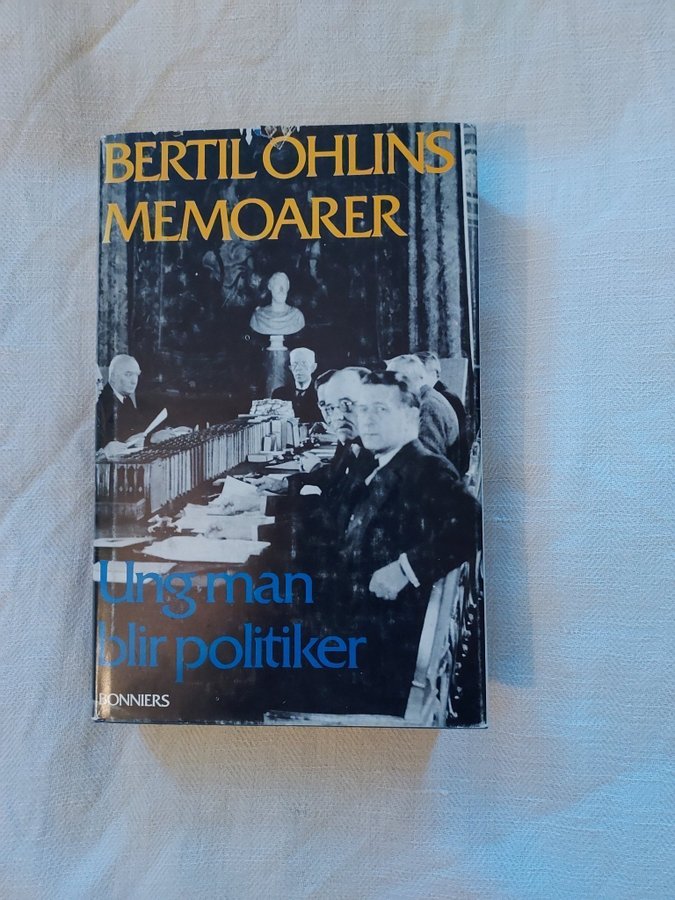 BERTIL OHLINS
MEMOARER
Ung man
blir politiker
BONNIERS